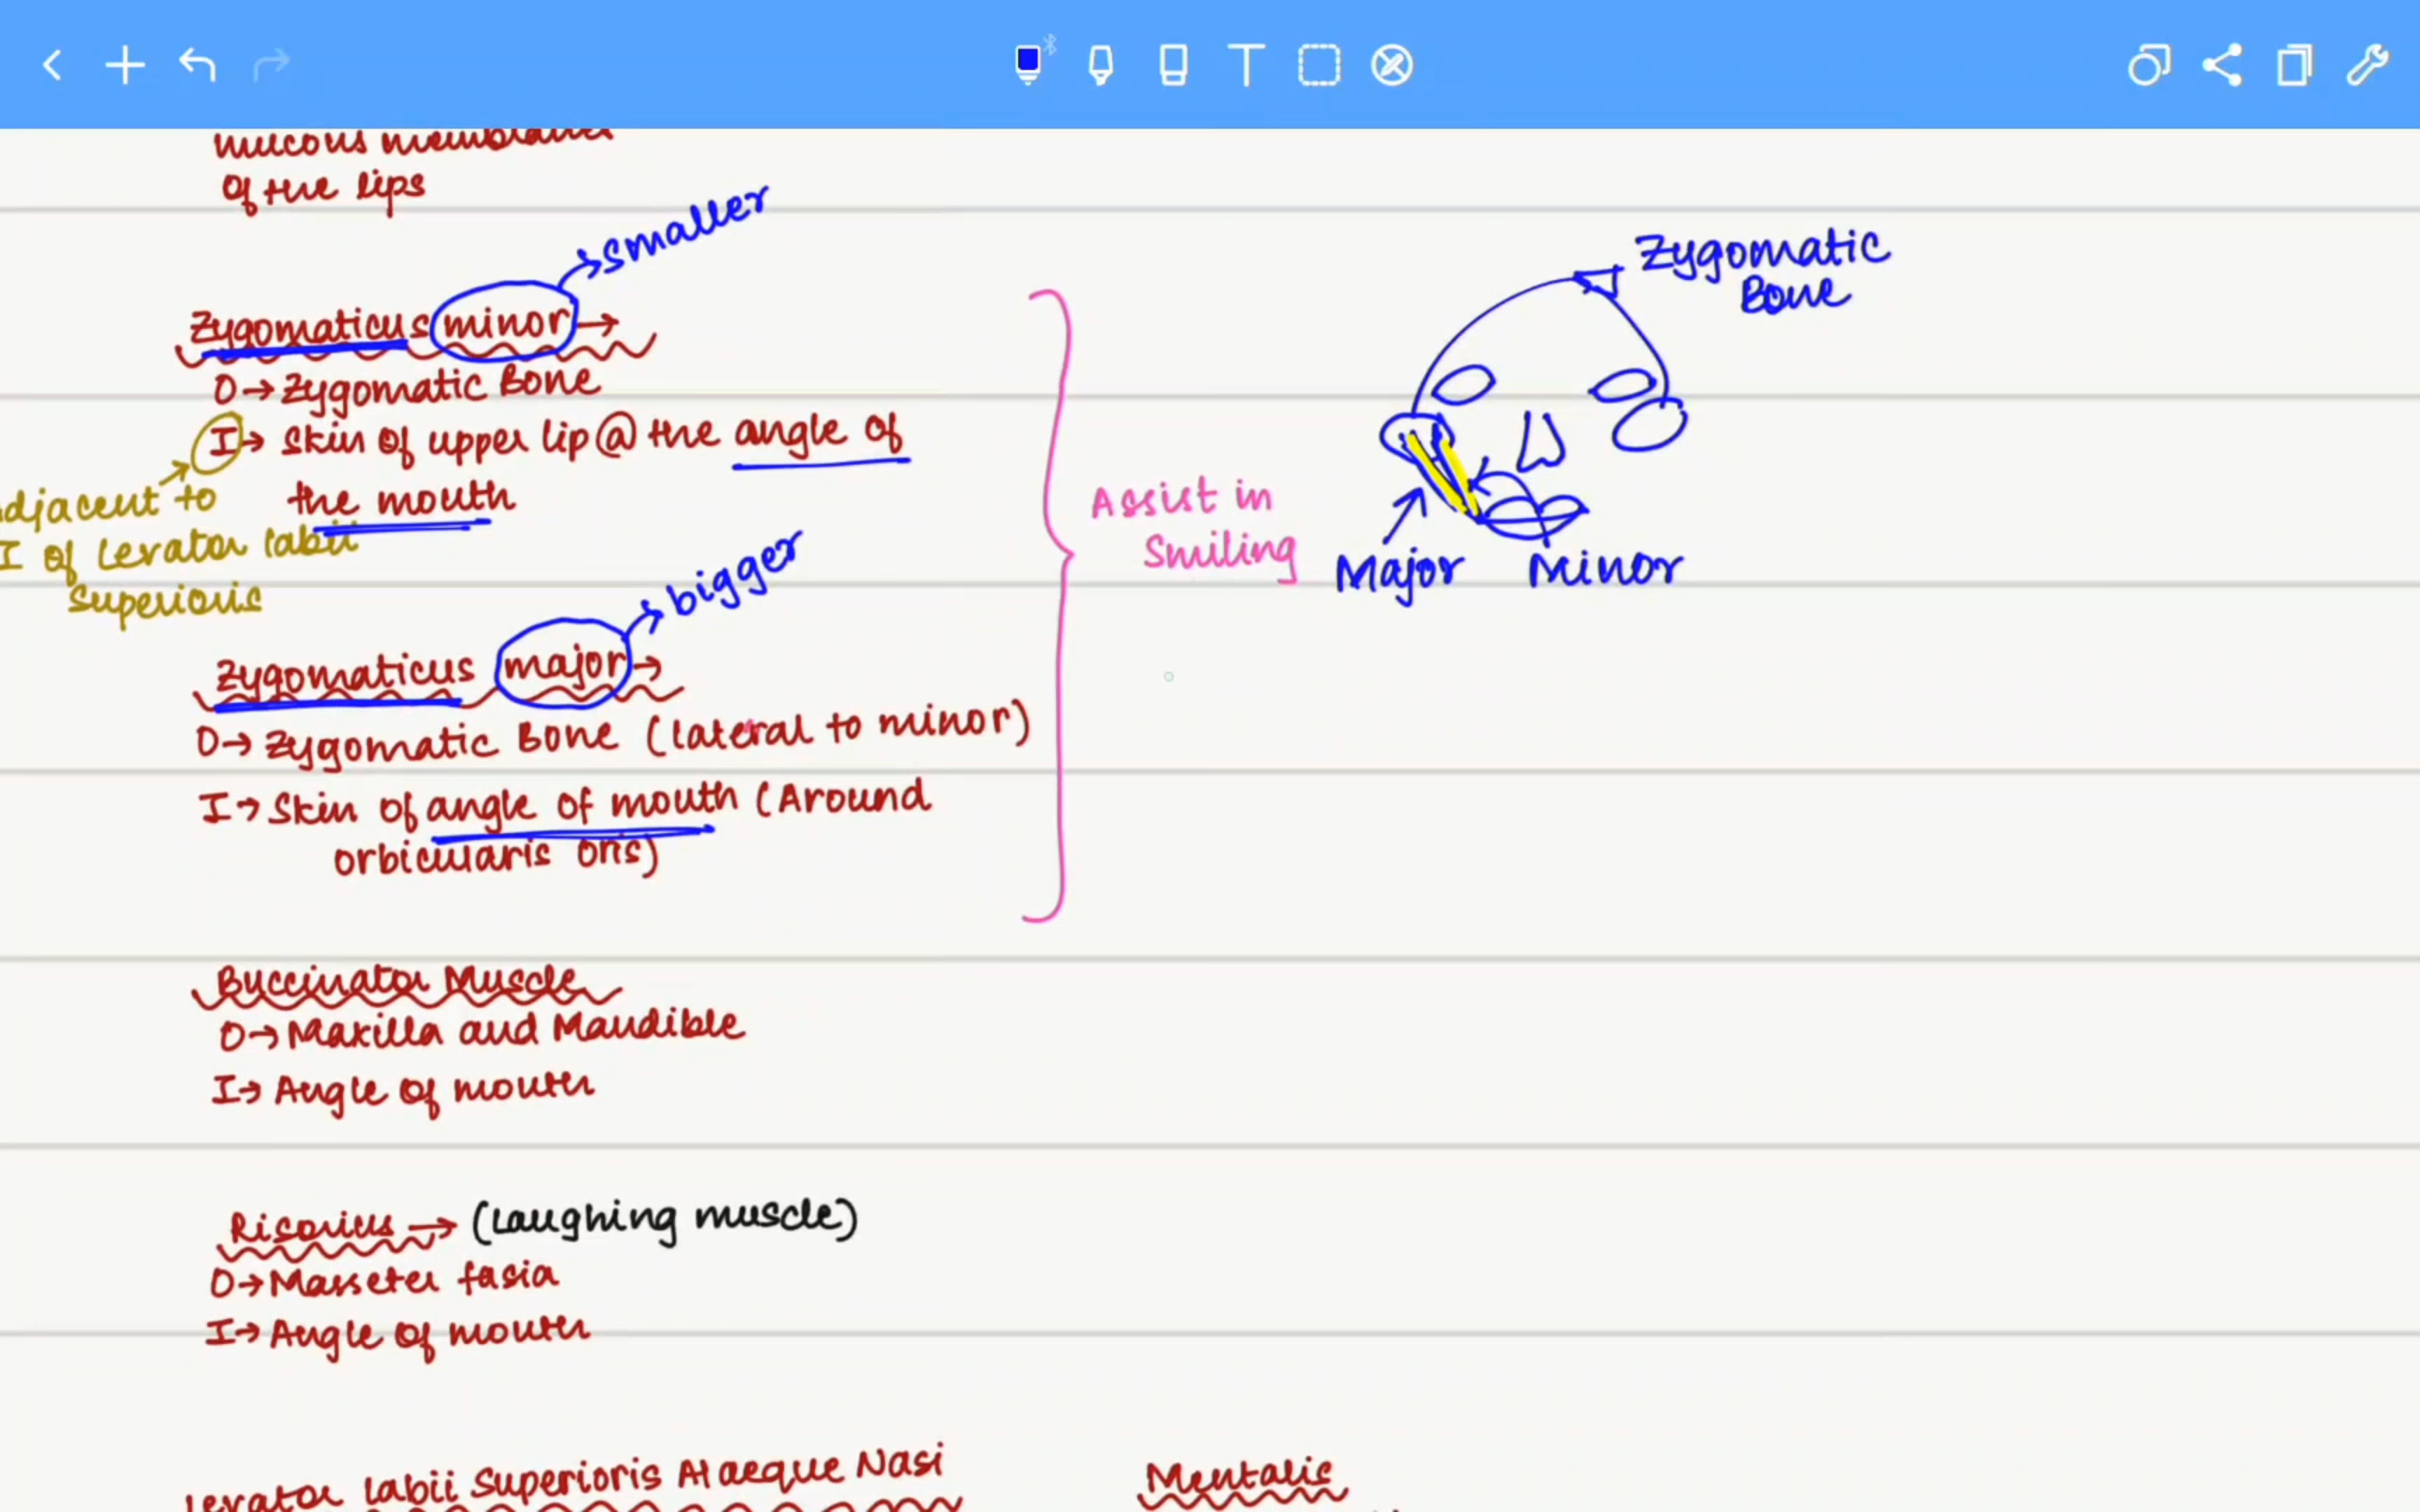 mucous membranes
of the lips
smaller
Zygomaticus minor →
O → Zygomatic Bone
I → Skin of upper lip @ the angle of
the mouth
djacent to
I of Levator labii
Superioris
bigger
Zygomaticus major →
O → Zygomatic Bone (lateral to minor)
I → Skin of angle of mouth (Around
orbicularis oris)
Assist in
Smiling
Zygomatic
Bone
Major Minor
Buccinator Muscle
O → Maxilla and Mandible
I → Angle of mouth
Risorius → (Laughing muscle)
O → Masseter fasia
I → Angle of mouth
Levator labii Superioris Alaeque Nasi
Mentalis